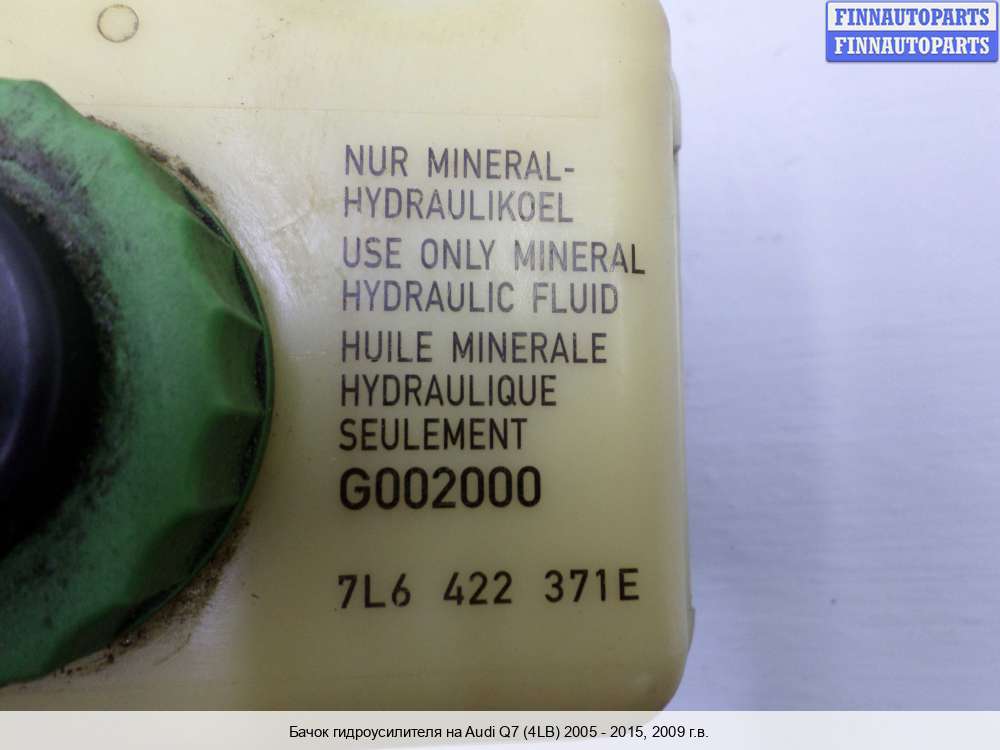 FINNAUTOPARTS
FINNAUTOPARTS
NUR MINERAL-
HYDRAULIKOEL
USE ONLY MINERAL
HYDRAULIC FLUID
HUILE MINERALE
HYDRAULIQUE
SEULEMENT
G002000
7L6 422 371E
Бачок гидроусилителя на Audi Q7 (4LB) 2005 - 2015, 2009 г.в.